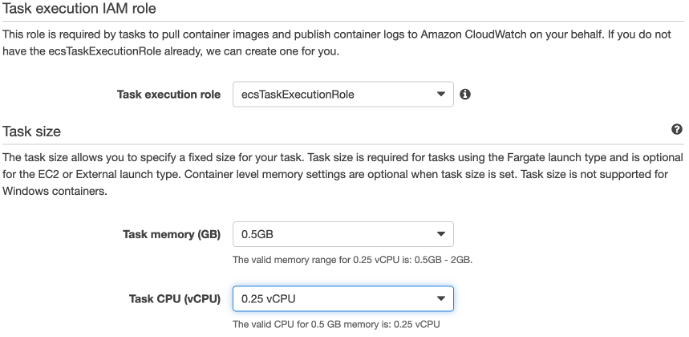 Task execution IAM role
This role is required by tasks to pull container images and publish container logs to Amazon CloudWatch on your behalf. If you do not
have the ecsTaskExecutionRole already, we can create one for you.
Task execution role ecsTaskExecutionRole
Task size
The task size allows you to specify a fixed size for your task. Task size is required for tasks using the Fargate launch type and is optional
for the EC2 or External launch type. Container level memory settings are optional when task size is set. Task size is not supported for
Windows containers.
Task memory (GB) 0.5GB
The valid memory range for 0.25 vCPU is: 0.5GB - 2GB.
Task CPU (vCPU) 0.25 vCPU
The valid CPU for 0.5 GB memory is: 0.25 vCPU